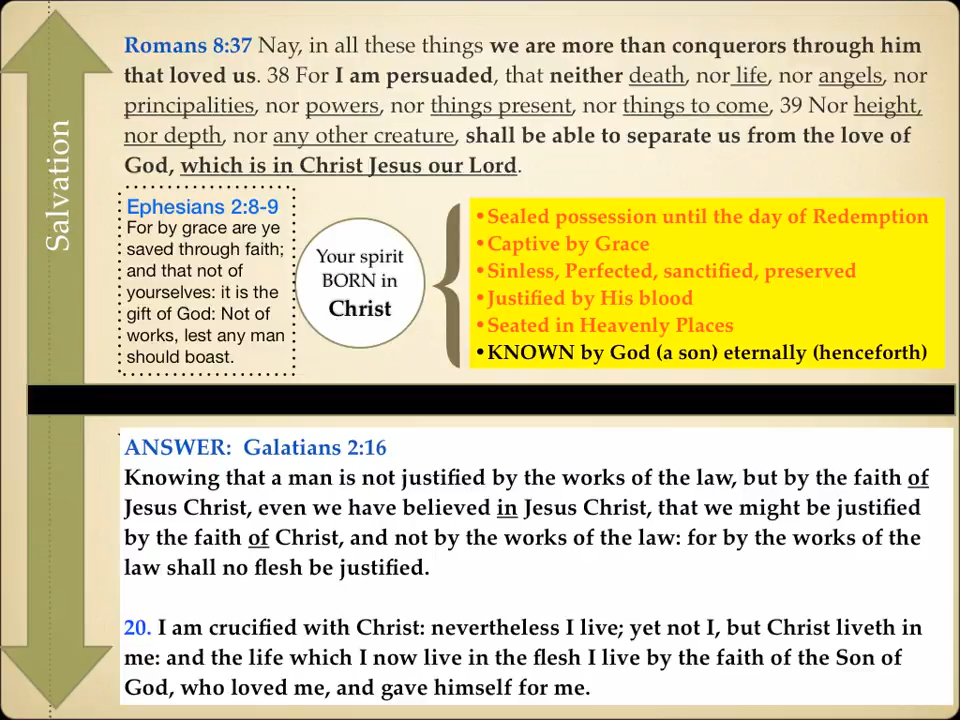 Salvation
Romans 8:37 Nay, in all these things we are more than conquerors through him
that loved us. 38 For I am persuaded, that neither death, nor life, nor angels, nor
principalities, nor powers, nor things present, nor things to come, 39 Nor height,
nor depth, nor any other creature, shall be able to separate us from the love of
God, which is in Christ Jesus our Lord.
Ephesians 2:8-9
For by grace are ye
saved through faith;
and that not of
yourselves: it is the
gift of God: Not of
works, lest any man
should boast.
Your spirit
BORN in
Christ
•Sealed possession until the day of Redemption
•Captive by Grace
•Sinless, Perfected, sanctified, preserved
•Justified by His blood
•Seated in Heavenly Places
•KNOWN by God (a son) eternally (henceforth)
ANSWER: Galatians 2:16
Knowing that a man is not justified by the works of the law, but by the faith of
Jesus Christ, even we have believed in Jesus Christ, that we might be justified
by the faith of Christ, and not by the works of the law: for by the works of the
law shall no flesh be justified.
20. I am crucified with Christ: nevertheless I live; yet not I, but Christ liveth in
me: and the life which I now live in the flesh I live by the faith of the Son of
God, who loved me, and gave himself for me.